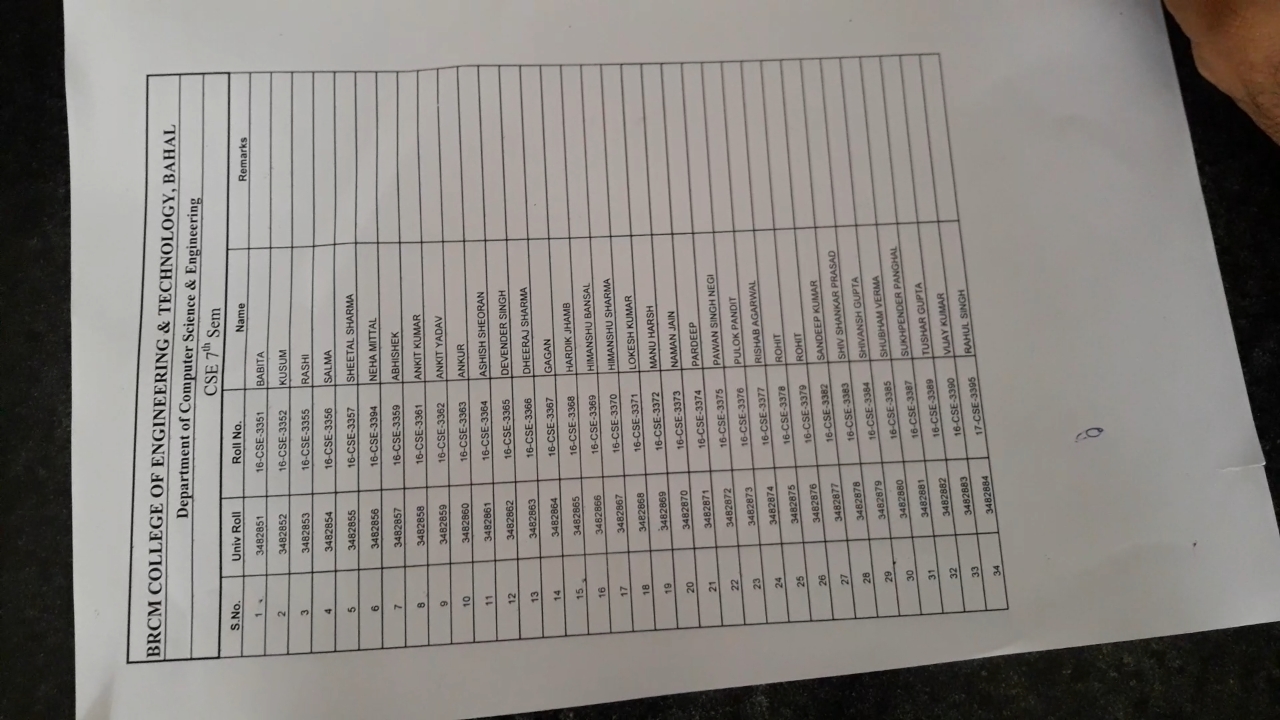 BRCM COLLEGE OF ENGINEERING & TECHNOLOGY, BAHAL
Department of Computer Science & Engineering
CSE 7th Sem
S.No. Univ Roll Roll No. Name Remarks
1 3482851 16-CSE-3351 BABITA
2 3482852 16-CSE-3352 KUSUM
3 3482853 16-CSE-3355 RASHI
4 3482854 16-CSE-3356 SALMA
5 3482855 16-CSE-3357 SHEETAL SHARMA
6 3482856 16-CSE-3394 NEHA MITTAL
7 3482857 16-CSE-3359 ABHISHEK
8 3482858 16-CSE-3361 ANKIT KUMAR
9 3482859 16-CSE-3362 ANKIT YADAV
10 3482860 16-CSE-3363 ANKUR
11 3482861 16-CSE-3364 ASHISH SHEORAN
12 3482862 16-CSE-3365 DEVENDER SINGH
13 3482863 16-CSE-3366 DHEERAJ SHARMA
14 3482864 16-CSE-3367 GAGAN
15 3482865 16-CSE-3368 HARDIK JHAMB
16 3482866 16-CSE-3369 HIMANSHU BANSAL
17 3482867 16-CSE-3370 HIMANSHU SHARMA
18 3482868 16-CSE-3371 LOKESH KUMAR
19 3482869 16-CSE-3372 MANU HARSH
20 3482870 16-CSE-3373 NAMAN JAIN
21 3482871 16-CSE-3374 PARDEEP
22 3482872 16-CSE-33785 PAWAN SINGH NEGI
23 3482873 16-CSE-3376 PULOK PANDIT
24 3482874 16-CSE-3377 RISHAB AGARWAL
25 3482875 16-CSE-3378 ROHIT
26 3482876 16-CSE-3379 ROHIT
27 3482877 16-CSE-3382 SANDEEP KUMAR
28 3482878 16-CSE-3383 SHIV SHANKAR PRASAD
29 3482879 16-CSE-3384 SHIVANSH GUPTA
30 3482880 16-CSE-3385 SHUBHAM VERMA
31 3482881 16-CSE-3387 SUKHPENDER PANGHAL
32 3482882 16-CSE-3389 TUSHAR GUPTA
33 3482883 16-CSE-3390 VIJAY KUMAR
34 3482884 17-CSE-3395 RAHUL SINGH